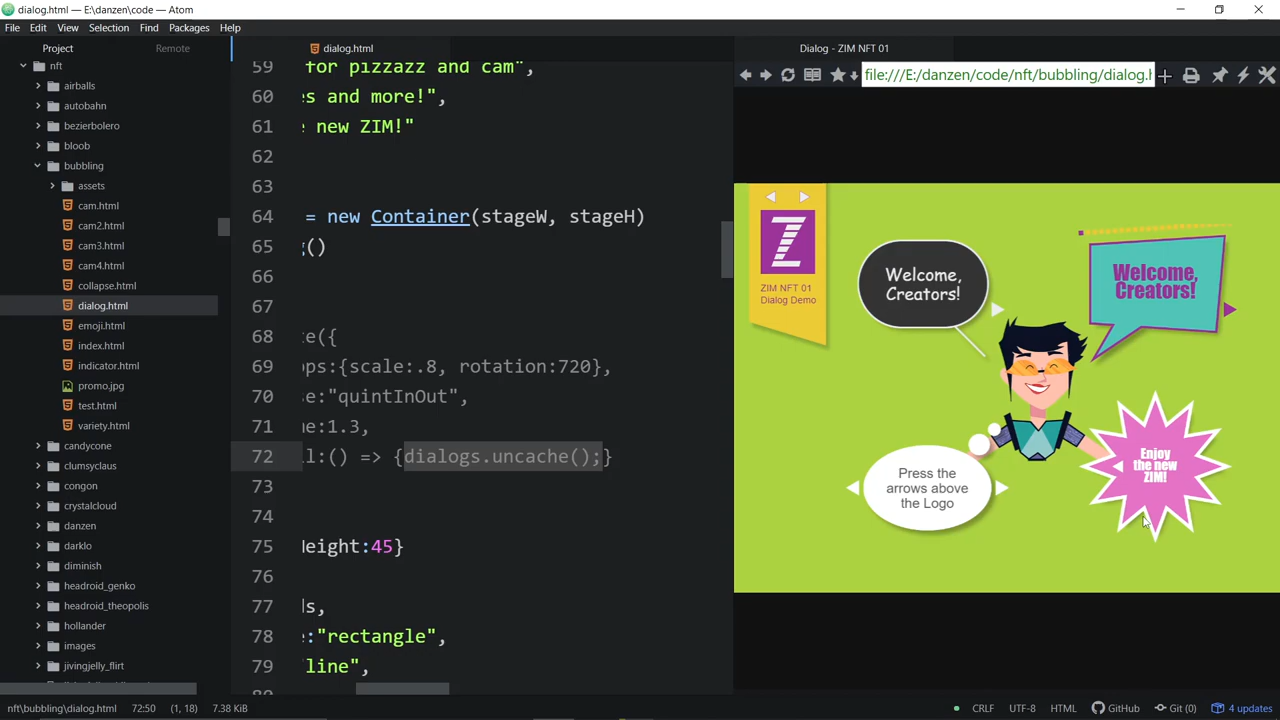 dialog.html — E:\danzen\code — Atom
File Edit View Selection Find Packages Help
Project Remote
nft
airballs
autobahn
bezierbolero
bloob
bubbling
assets
cam.html
cam2.html
cam3.html
cam4.html
collapse.html
dialog.html
emoji.html
index.html
indicator.html
promo.jpg
test.html
variety.html
candycone
clumsyclaus
congon
crystalcloud
danzen
darklo
diminish
headroid_genko
headroid_theopolis
hollander
images
jivingjelly_flirt
dialog.html
59 for pizzazz and cam",
60 s and more!",
61 new ZIM!"
62
63
64 = new Container(stageW, stageH)
65 ()
66
67
68 te({
69 ops:{scale:.8, rotation:720},
70 se:"quintInOut",
71 me:1.3,
72 ll:() => {dialogs.uncache();}
73
74
75 Height:45}
76
77 ds,
78 e:"rectangle",
79 "line",
Dialog - ZIM NFT 01
file:///E:/danzen/code/nft/bubbling/dialog.h
Z
ZIM NFT 01
Dialog Demo
Welcome,
Creators!
Welcome,
Creators!
Press the
arrows above
the Logo
Enjoy
the new
ZIM!
nft\bubbling\dialog.html 72:50 (1, 18) 7.38 KiB
CRLF UTF-8 HTML GitHub Git (0) 4 updates